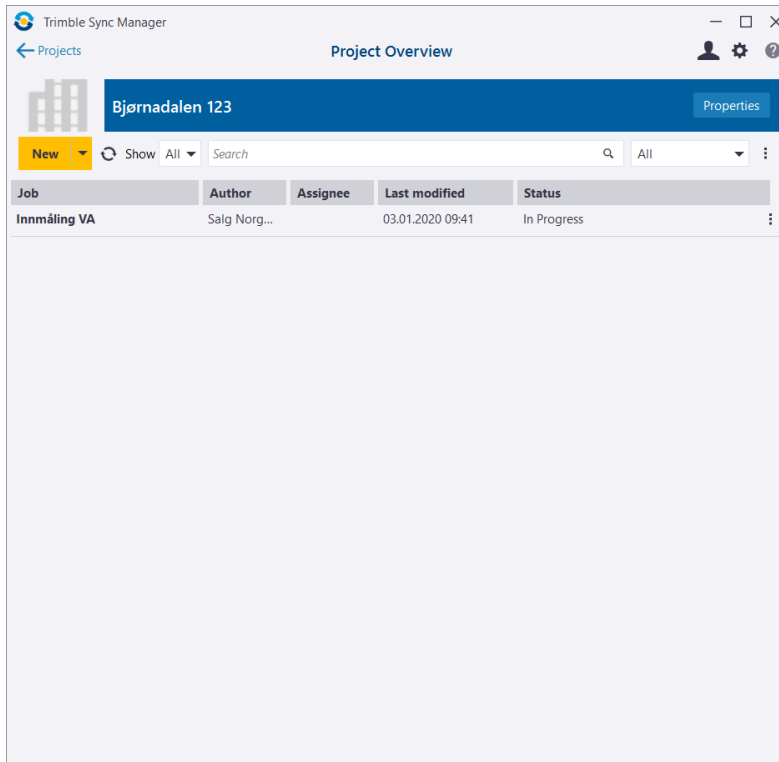 Trimble Sync Manager
Projects
Project Overview
Bjørnadalen 123
Properties
New
Show All
Search
All
Job Author Assignee Last modified Status
Innmåling VA Salg Norg... 03.01.2020 09:41 In Progress